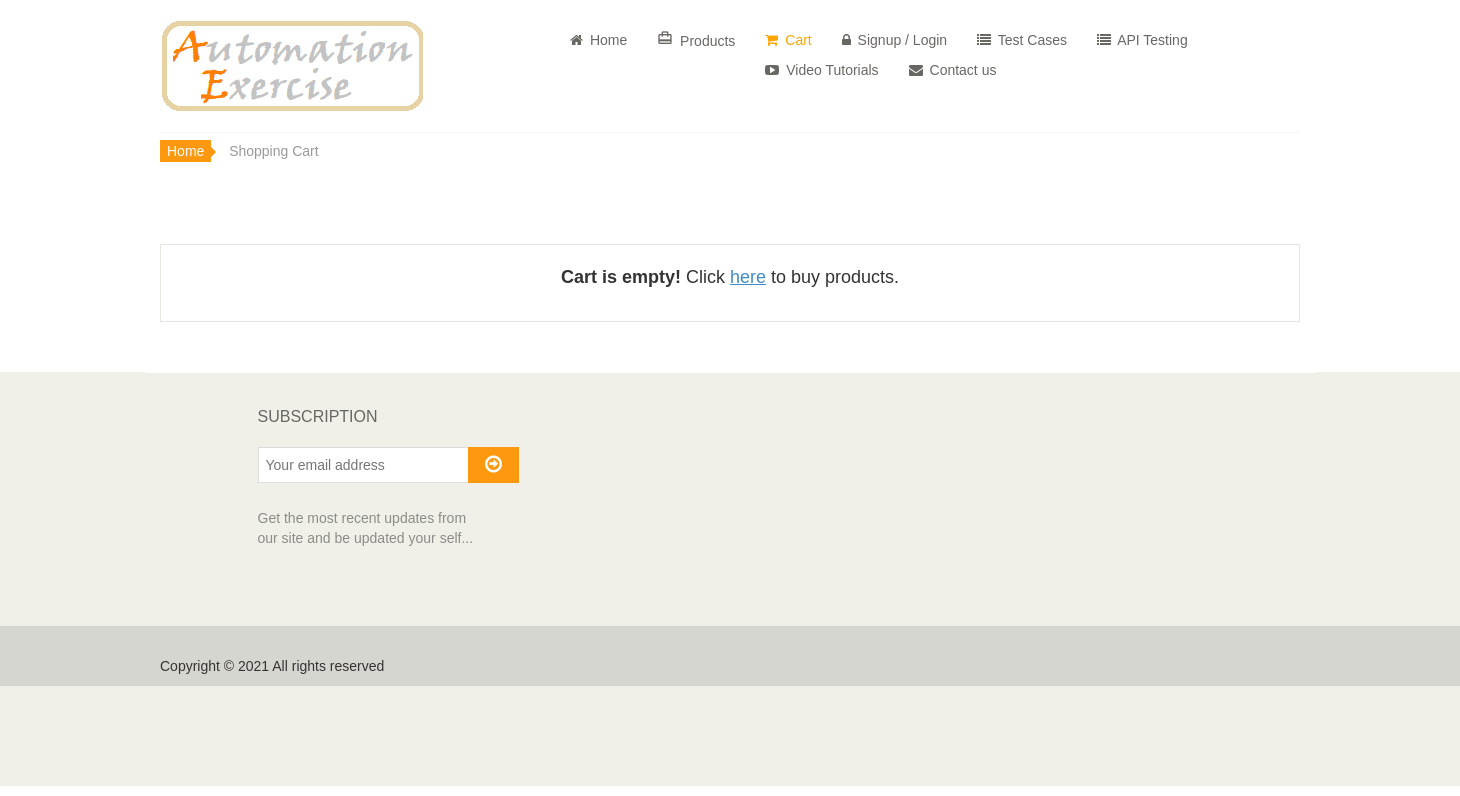 Automation
Exercise
Home Products Cart Signup / Login Test Cases API Testing
Video Tutorials Contact us
Home Shopping Cart
Cart is empty! Click here to buy products.
SUBSCRIPTION
Your email address
Get the most recent updates from
our site and be updated your self...
Copyright © 2021 All rights reserved